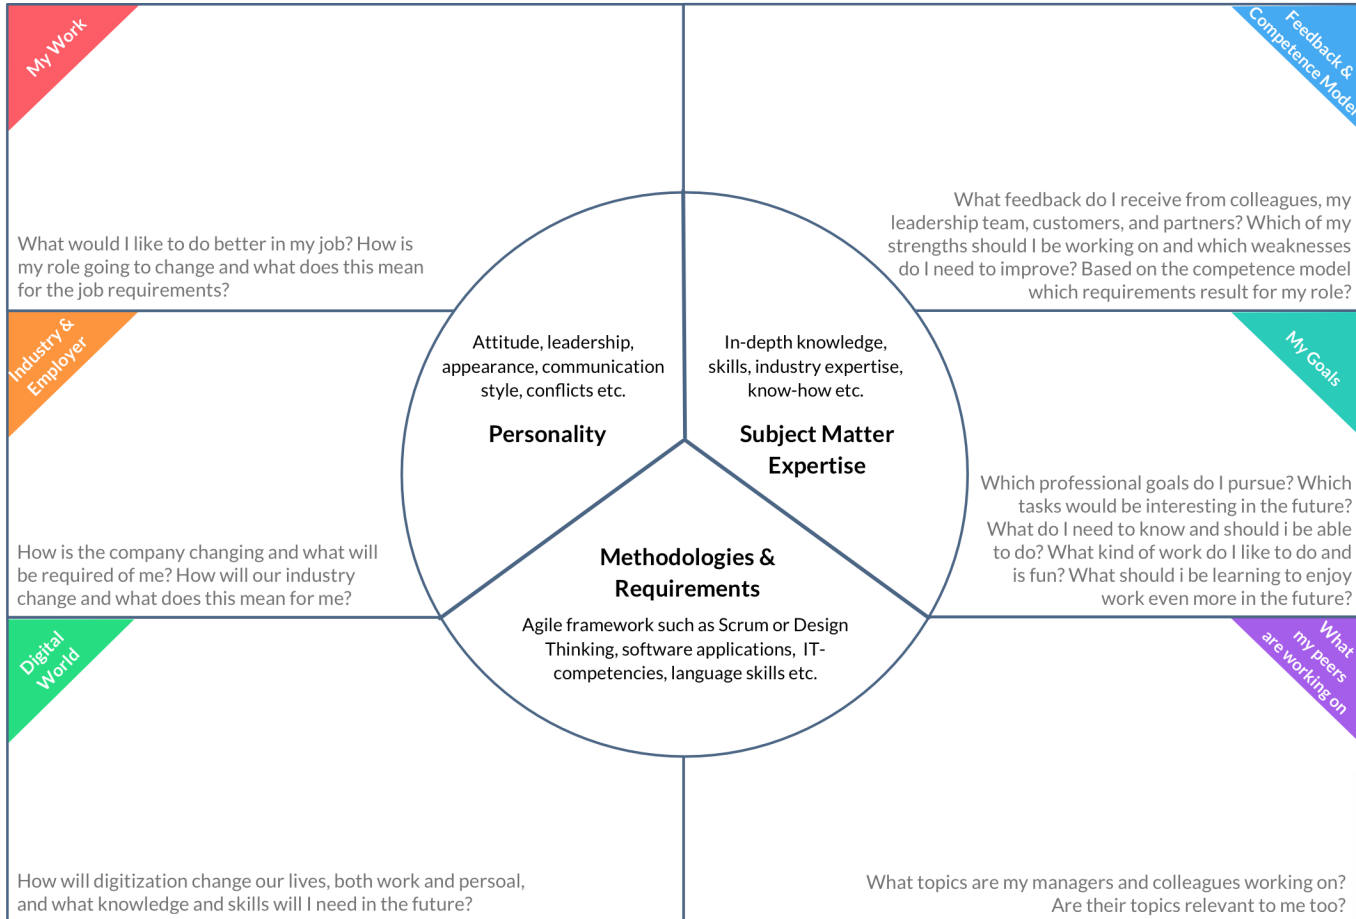 My Work
What would I like to do better in my job? How is
my role going to change and what does this mean
for the job requirements?
Feedback &
Competence Model
What feedback do I receive from colleagues, my
leadership team, customers, and partners? Which of my
strengths should I be working on and which weaknesses
do I need to improve? Based on the competence model
which requirements result for my role?
Industry &
Employer
How is the company changing and what will
be required of me? How will our industry
change and what does this mean for me?
Attitude, leadership,
appearance, communication
style, conflicts etc.
Personality
In-depth knowledge,
skills, industry expertise,
know-how etc.
Subject Matter
Expertise
Methodologies &
Requirements
Agile framework such as Scrum or Design
Thinking, software applications, IT-
competencies, language skills etc.
My Goals
Which professional goals do I pursue? Which
tasks would be interesting in the future?
What do I need to know and should i be able
to do? What kind of work do I like to do and
is fun? What should i be learning to enjoy
work even more in the future?
Digital
World
How will digitization change our lives, both work and persoal,
and what knowledge and skills will I need in the future?
What
my peers
are working on
What topics are my managers and colleagues working on?
Are their topics relevant to me too?